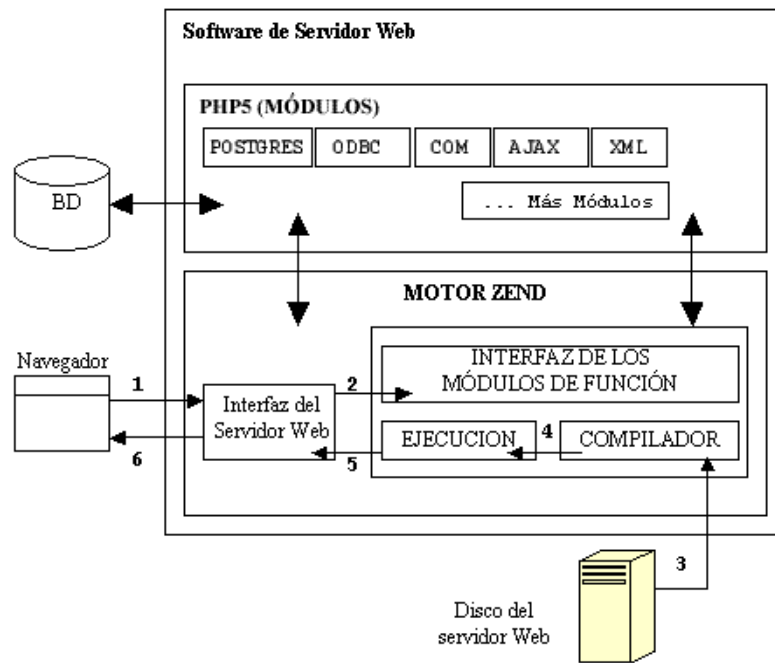 Software de Servidor Web
PHP5 (MÓDULOS)
POSTGRES
ODBC
COM
AJAX
XML
... Más Módulos
BD
MOTOR ZEND
Navegador
1
6
Interfaz del
Servidor Web
2
INTERFAZ DE LOS
MÓDULOS DE FUNCIÓN
EJECUCION
4
COMPILADOR
5
3
Disco del
servidor Web